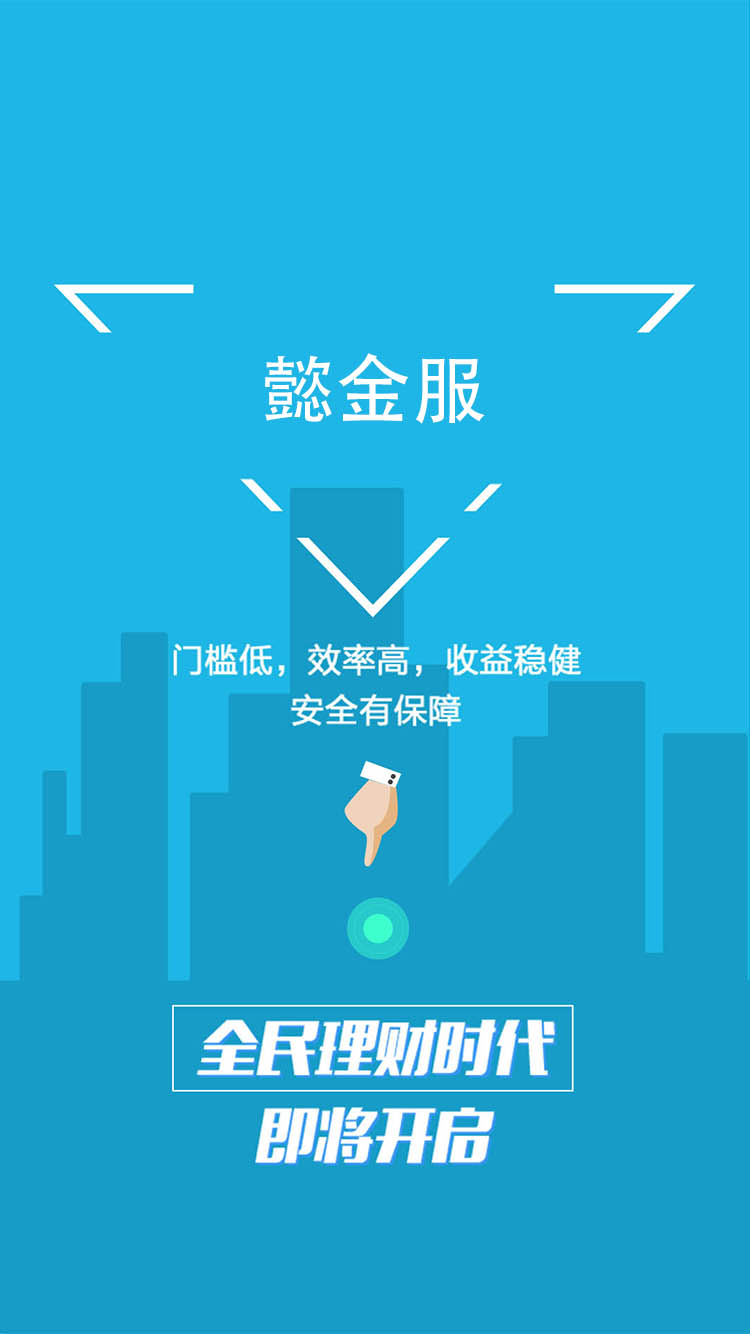 懿金服
门槛低，效率高，收益稳健
安全有保障
全民理财时代
即将开启